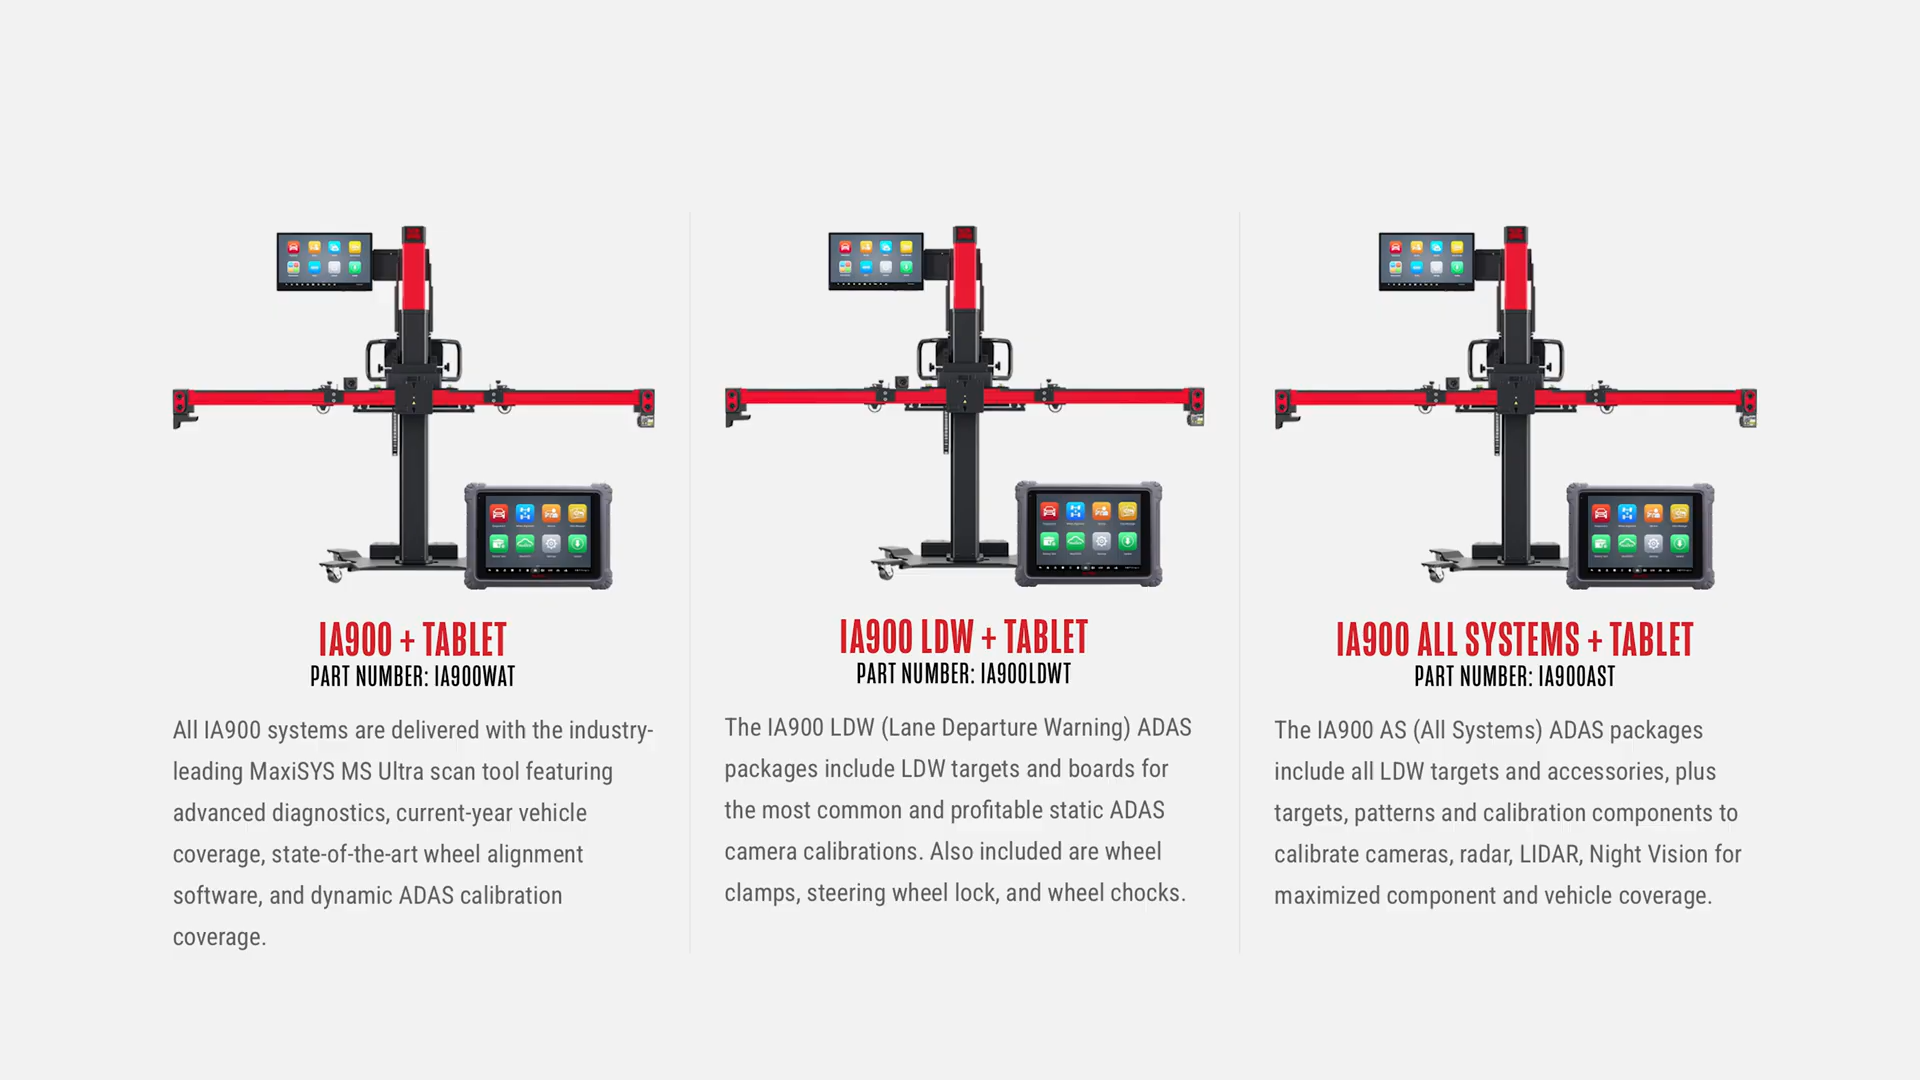 IA900 + TABLET
PART NUMBER: IA900WAT
All IA900 systems are delivered with the industry-
leading MaxiSYS MS Ultra scan tool featuring
advanced diagnostics, current-year vehicle
coverage, state-of-the-art wheel alignment
software, and dynamic ADAS calibration
coverage.
IA900 LDW + TABLET
PART NUMBER: IA900LDWT
The IA900 LDW (Lane Departure Warning) ADAS
packages include LDW targets and boards for
the most common and profitable static ADAS
camera calibrations. Also included are wheel
clamps, steering wheel lock, and wheel chocks.
IA900 ALL SYSTEMS + TABLET
PART NUMBER: IA900AST
The IA900 AS (All Systems) ADAS packages
include all LDW targets and accessories, plus
targets, patterns and calibration components to
calibrate cameras, radar, LIDAR, Night Vision for
maximized component and vehicle coverage.